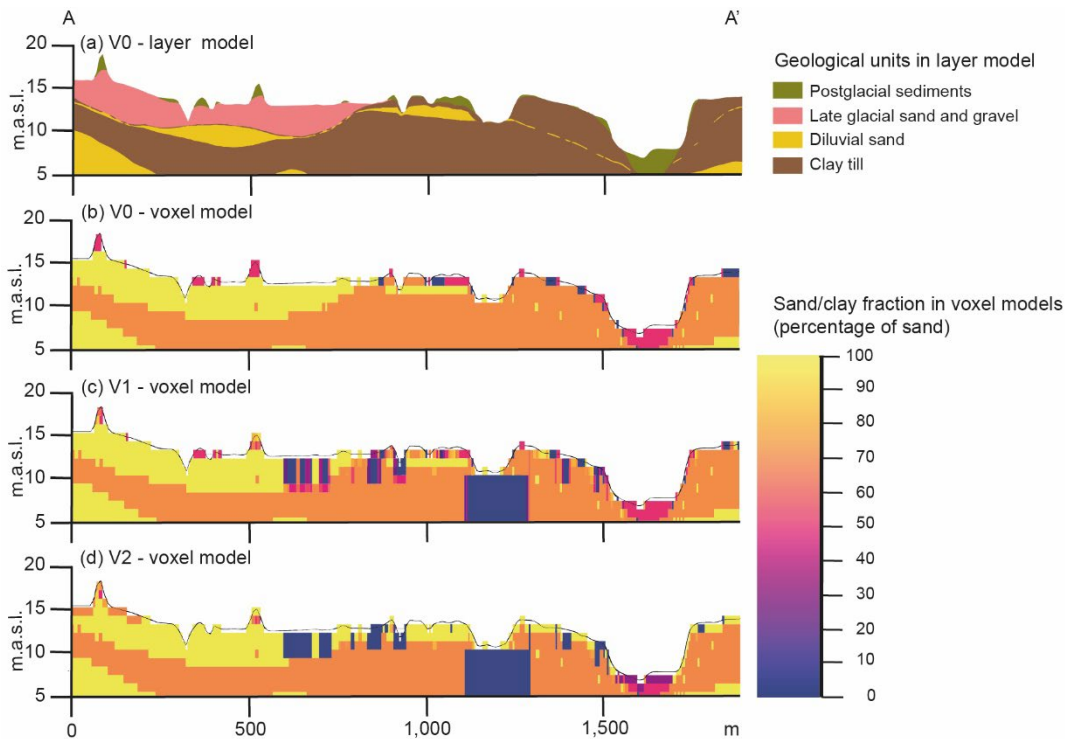 A
A'
(a) V0 - layer model
20
15
10
5
m.a.s.l.
Geological units in layer model
Postglacial sediments
Late glacial sand and gravel
Diluvial sand
Clay till
(b) V0 - voxel model
20
15
10
5
m.a.s.l.
(c) V1 - voxel model
20
15
10
5
m.a.s.l.
(d) V2 - voxel model
20
15
10
5
m.a.s.l.
0
500
1,000
1,500
m
Sand/clay fraction in voxel models
(percentage of sand)
100
90
80
70
60
50
40
30
20
10
0